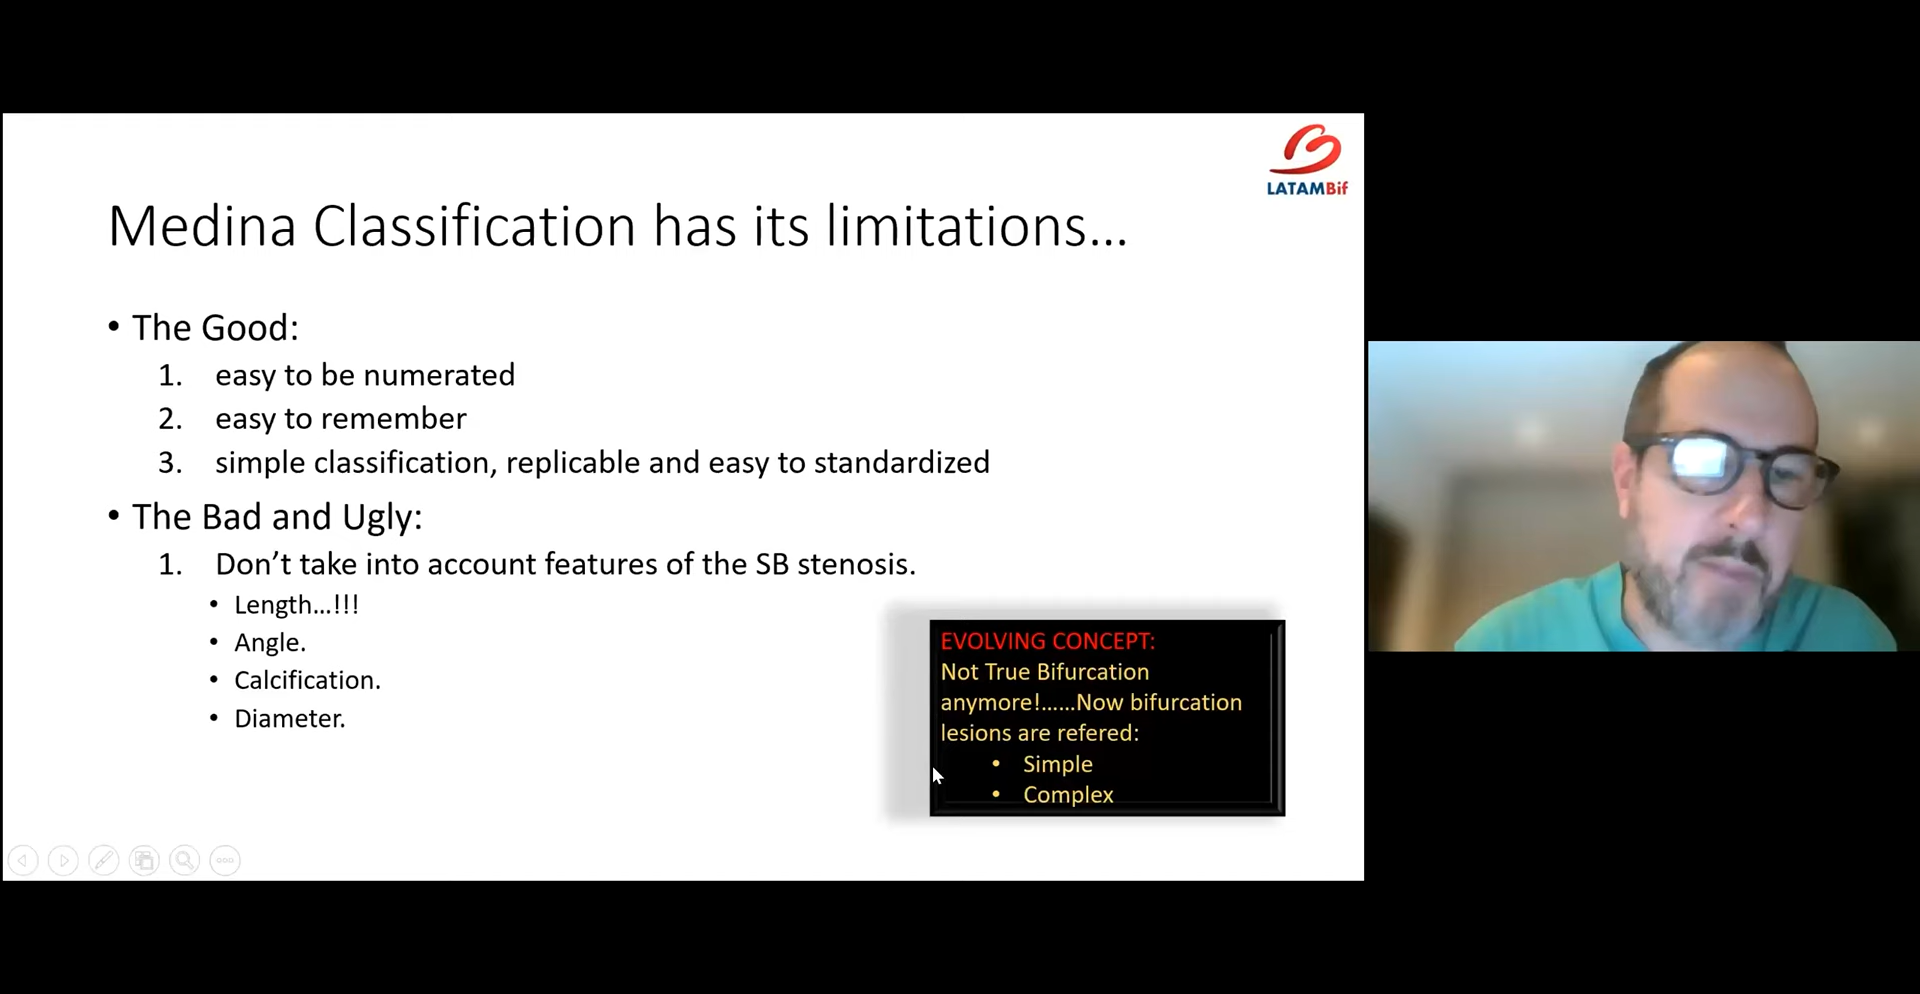 LATAMBif
Medina Classification has its limitations...
• The Good:
1. easy to be numerated
2. easy to remember
3. simple classification, replicable and easy to standardized
• The Bad and Ugly:
1. Don’t take into account features of the SB stenosis.
• Length...!!!
• Angle.
• Calcification.
• Diameter.
EVOLVING CONCEPT:
Not True Bifurcation
anymore!......Now bifurcation
lesions are refered:
• Simple
• Complex